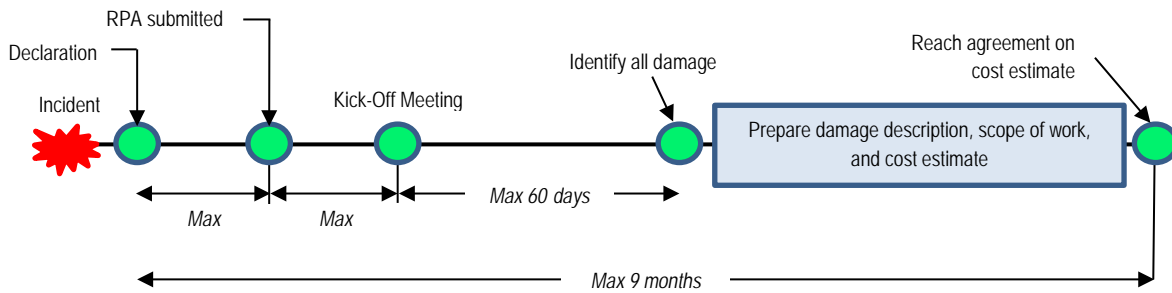 RPA submitted
Declaration
Incident
Kick-Off Meeting
Identify all damage
Reach agreement on
cost estimate
Prepare damage description, scope of work,
and cost estimate
Max
Max
Max 60 days
Max 9 months